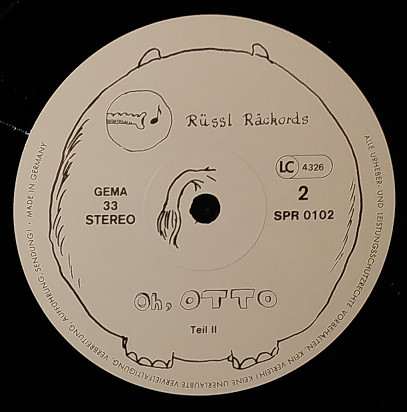 Rüssl Räckords
GEMA
33
STEREO
LC 4326
2
SPR 0102
Oh, OTTO
Teil II
ALLE URHEBER- UND LEISTUNGSSCHUTZRECHTE VORBEHALTEN. KEIN VERLEIH! KEINE UNERLAUBTE VERVIELFÄLTIGUNG, VERBREITUNG, AUFFÜHRUNG, SENDUNG! · MADE IN GERMANY